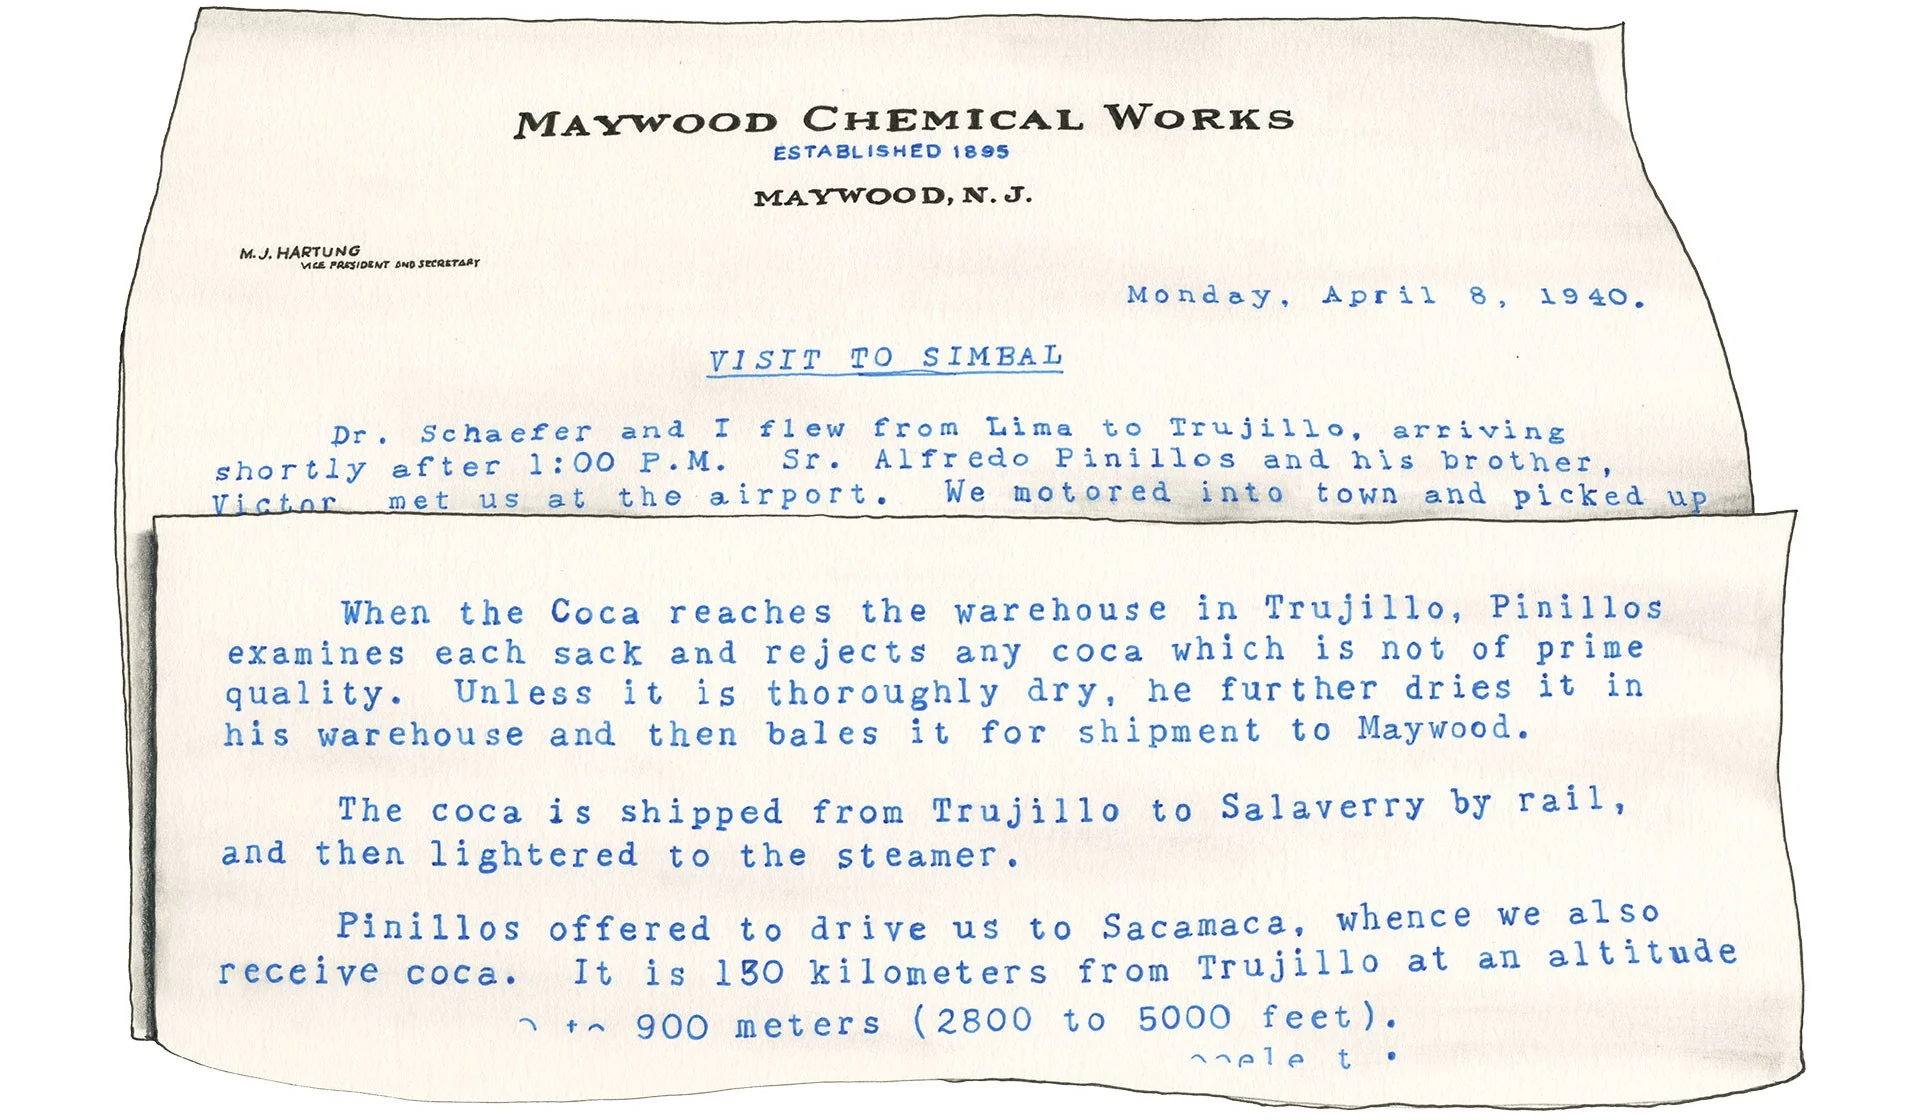 MAYWOOD CHEMICAL WORKS
ESTABLISHED 1895
MAYWOOD, N. J.
M. J. HARTUNG
VICE PRESIDENT AND SECRETARY
Monday, April 8, 1940.
VISIT TO SIMBAL
Dr. Schaefer and I flew from Lima to Trujillo, arriving
shortly after 1:00 P.M. Sr. Alfredo Pinillos and his brother,
Victor met us at the airport. We motored into town and picked up
When the Coca reaches the warehouse in Trujillo, Pinillos
examines each sack and rejects any coca which is not of prime
quality. Unless it is thoroughly dry, he further dries it in
his warehouse and then bales it for shipment to Maywood.
The coca is shipped from Trujillo to Salaverry by rail,
and then lightered to the steamer.
Pinillos offered to drive us to Sacamaca, whence we also
receive coca. It is kilometers from Trujillo at an altitude
900 meters (2800 to 5000 feet).